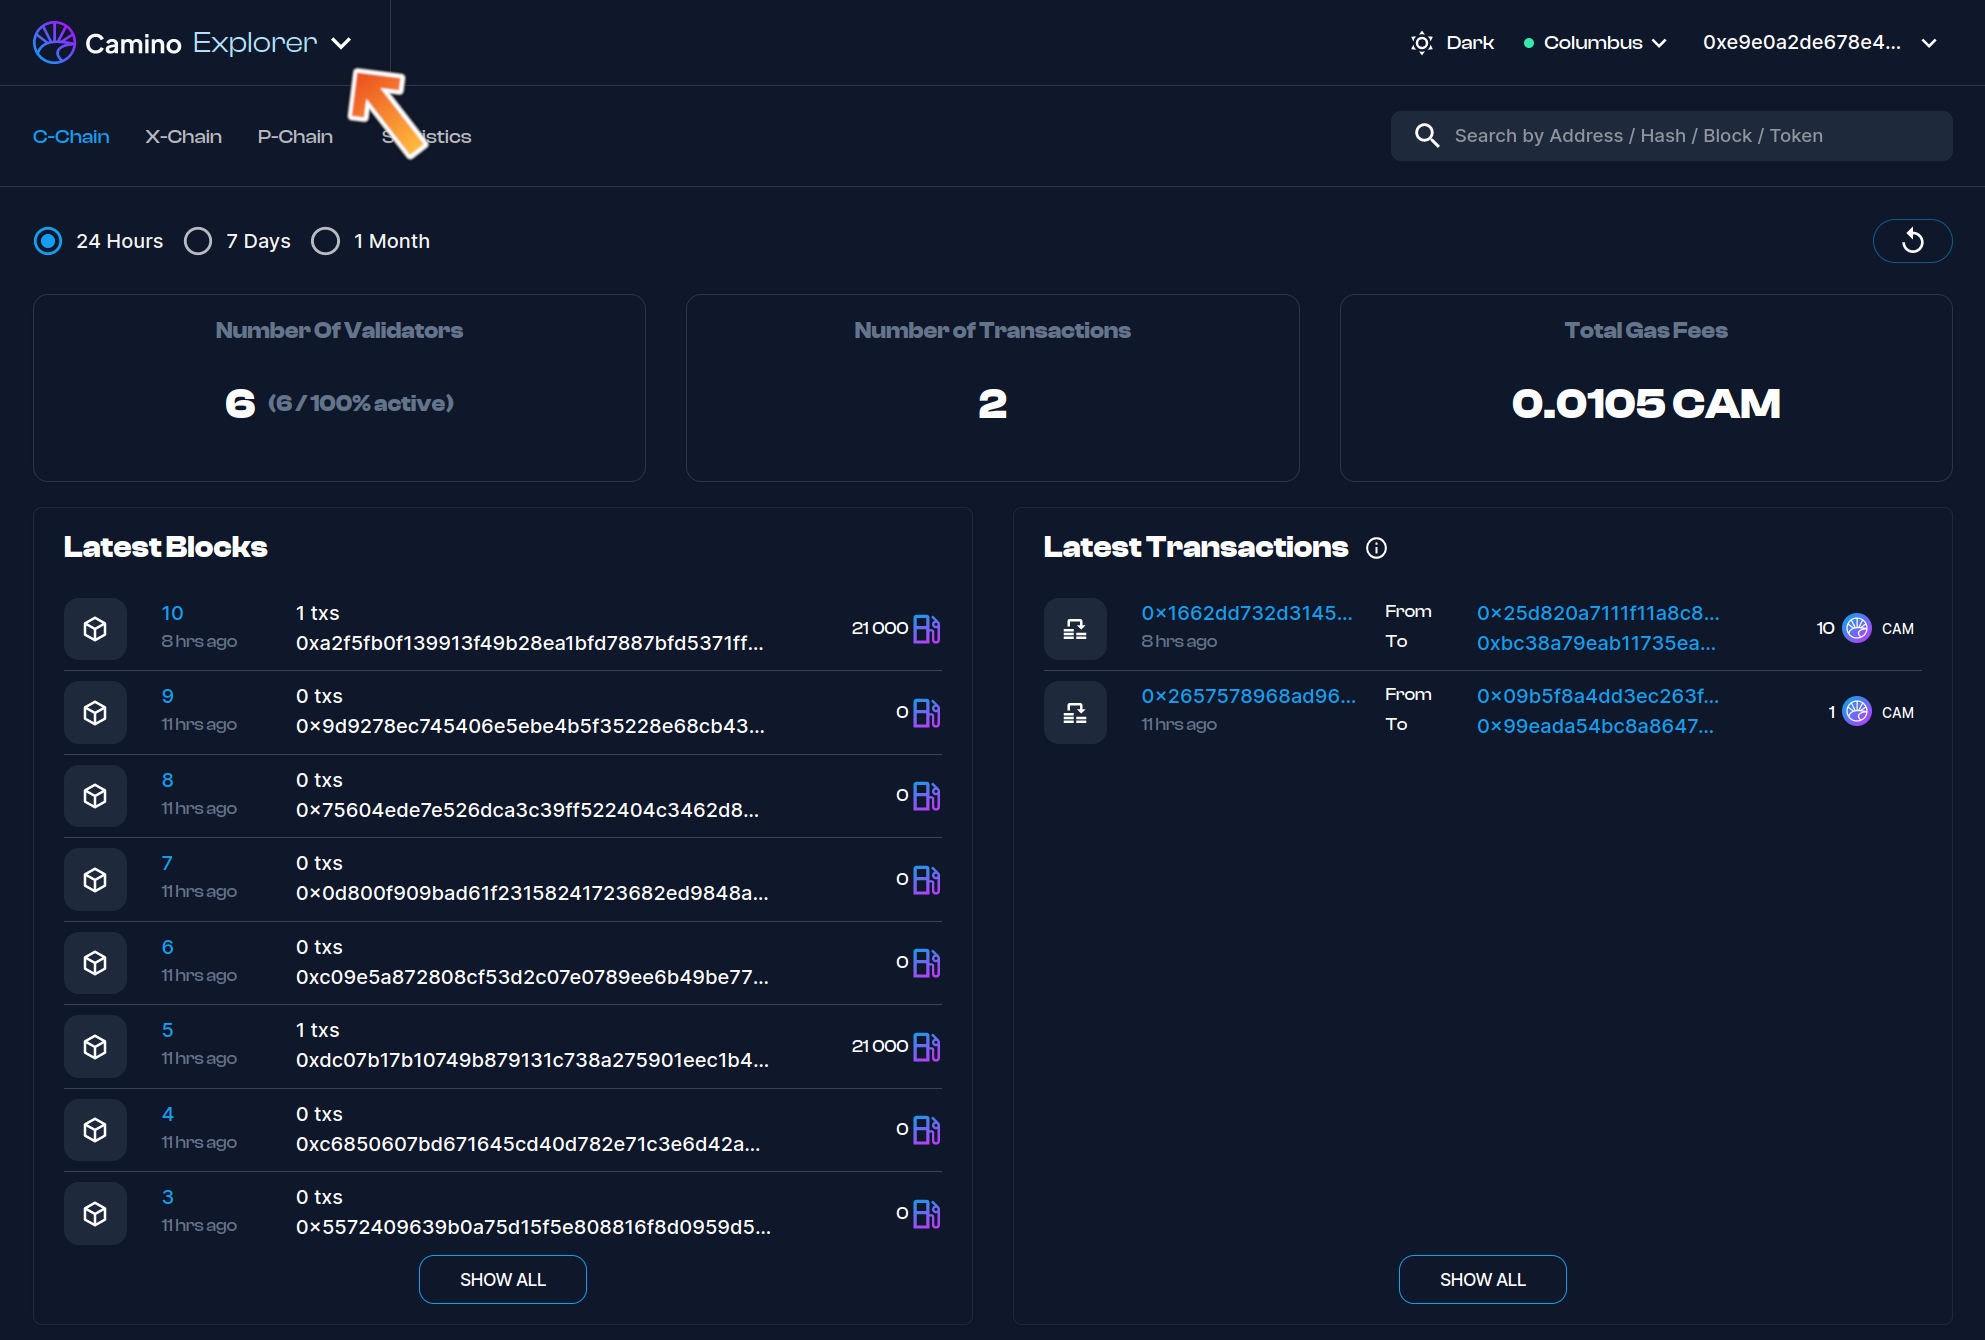 Camino Explorer
Dark
Columbus
0xe9e0a2de678e4...
C-Chain
X-Chain
P-Chain
Search by Address / Hash / Block / Token
24 Hours
7 Days
1 Month
Number Of Validators
6 (6 / 100% active)
Number of Transactions
2
Total Gas Fees
0.0105 CAM
Latest Blocks
10
8 hrs ago
1 txs
0xa2f5fb0f139913f49b28ea1bfd7887bfd5371ff...
21 000
9
11 hrs ago
0 txs
0x9d9278ec745406e5ebe4b5f35228e68cb43...
0
8
11 hrs ago
0 txs
0x75604ede7e526dca3c39ff522404c3462d8...
0
7
11 hrs ago
0 txs
0x0d800f909bad61f23158241723682ed9848a...
0
6
11 hrs ago
0 txs
0xc09e5a872808cf53d2c07e0789ee6b49be77...
0
5
11 hrs ago
1 txs
0xdc07b17b10749b879131c738a275901eec1b4...
21 000
4
11 hrs ago
0 txs
0xc6850607bd671645cd40d782e71c3e6d42a...
0
3
11 hrs ago
0 txs
0x5572409639b0a75d15f5e808816f8d0959d5...
0
SHOW ALL
Latest Transactions
0x1662dd732d3145...
8 hrs ago
From
To
0x25d820a7111f11a8c8...
0xbc38a79eab11735ea...
10 CAM
0x2657578968ad96...
11 hrs ago
From
To
0x09b5f8a4dd3ec263f...
0x99eada54bc8a8647...
1 CAM
SHOW ALL